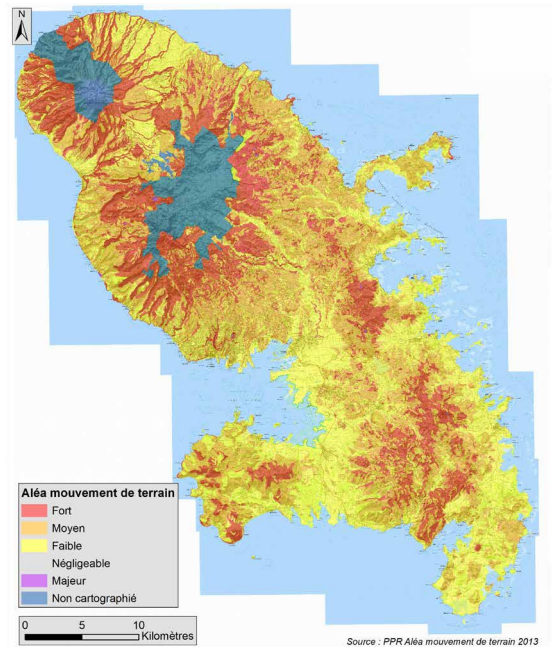 N
Aléa mouvement de terrain
Fort
Moyen
Faible
Négligeable
Majeur
Non cartographié
0 5 10
Kilomètres
Source : PPR Aléa mouvement de terrain 2013